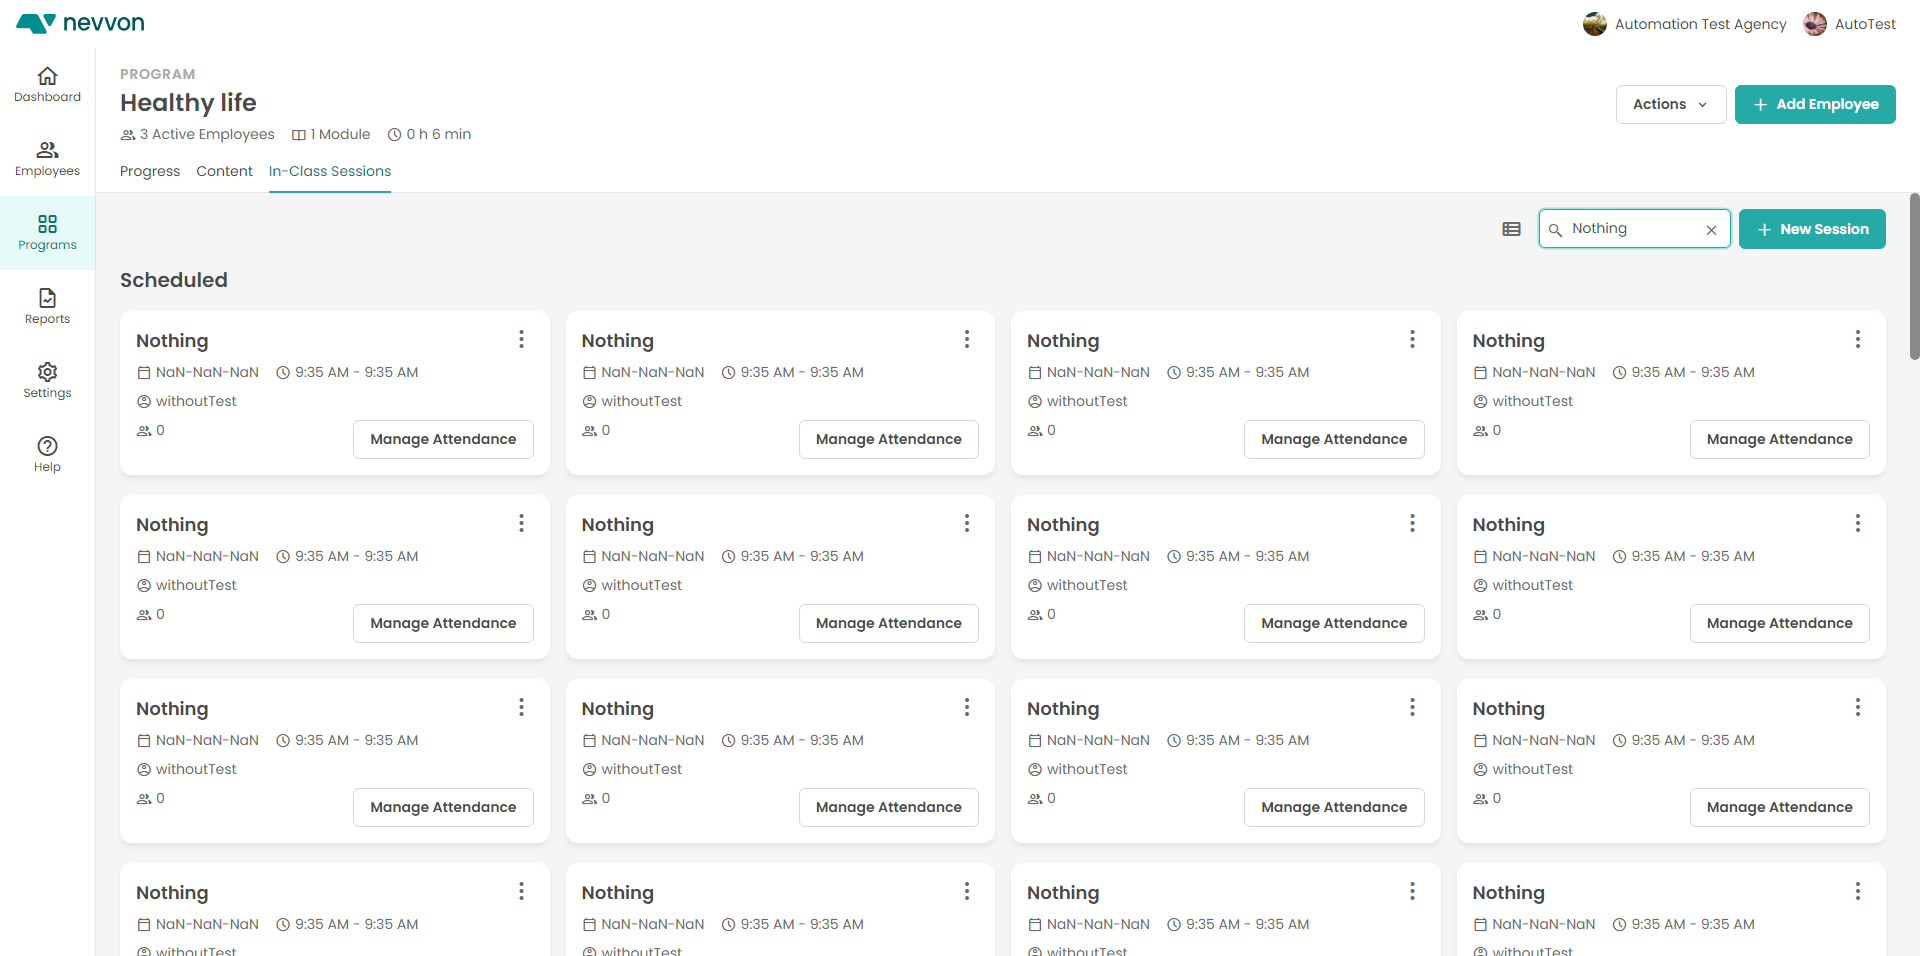 nevvon
Automation Test Agency
AutoTest
Dashboard
Employees
Programs
Reports
Settings
Help
PROGRAM
Healthy life
3 Active Employees 1 Module 0 h 6 min
Actions
Add Employee
Progress Content In-Class Sessions
Nothing
New Session
Scheduled
Nothing
NaN-NaN-NaN 9:35 AM - 9:35 AM
withoutTest
0
Manage Attendance
Nothing
NaN-NaN-NaN 9:35 AM - 9:35 AM
withoutTest
0
Manage Attendance
Nothing
NaN-NaN-NaN 9:35 AM - 9:35 AM
withoutTest
0
Manage Attendance
Nothing
NaN-NaN-NaN 9:35 AM - 9:35 AM
withoutTest
0
Manage Attendance
Nothing
NaN-NaN-NaN 9:35 AM - 9:35 AM
withoutTest
0
Manage Attendance
Nothing
NaN-NaN-NaN 9:35 AM - 9:35 AM
withoutTest
0
Manage Attendance
Nothing
NaN-NaN-NaN 9:35 AM - 9:35 AM
withoutTest
0
Manage Attendance
Nothing
NaN-NaN-NaN 9:35 AM - 9:35 AM
withoutTest
0
Manage Attendance
Nothing
NaN-NaN-NaN 9:35 AM - 9:35 AM
withoutTest
0
Manage Attendance
Nothing
NaN-NaN-NaN 9:35 AM - 9:35 AM
withoutTest
0
Manage Attendance
Nothing
NaN-NaN-NaN 9:35 AM - 9:35 AM
withoutTest
0
Manage Attendance
Nothing
NaN-NaN-NaN 9:35 AM - 9:35 AM
withoutTest
0
Manage Attendance
Nothing
NaN-NaN-NaN 9:35 AM - 9:35 AM
withoutTest
Nothing
NaN-NaN-NaN 9:35 AM - 9:35 AM
withoutTest
Nothing
NaN-NaN-NaN 9:35 AM - 9:35 AM
withoutTest
Nothing
NaN-NaN-NaN 9:35 AM - 9:35 AM
withoutTest